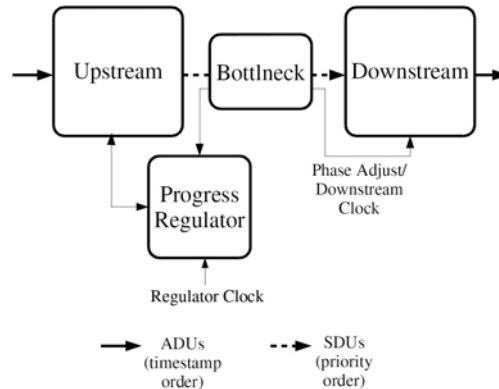 Upstream
Bottlneck
Downstream
Progress
Regulator
Phase Adjust/
Downstream
Clock
Regulator Clock
ADUs
(timestamp
order)
SDUs
(priority
order)